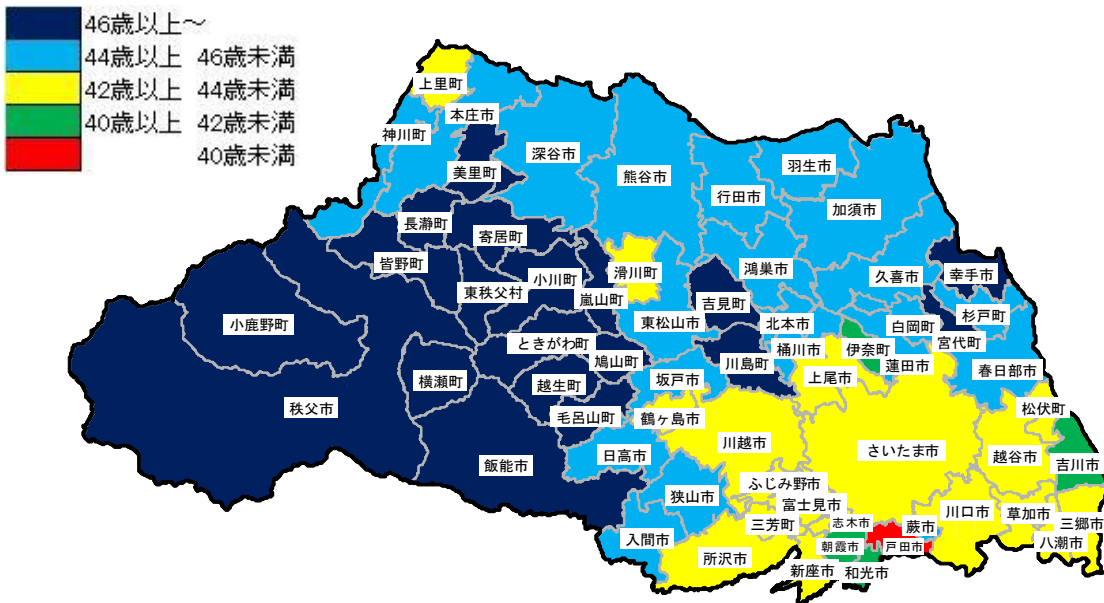 46歳以上～
44歳以上 46歳未満
42歳以上 44歳未満
40歳以上 42歳未満
40歳未満
上里町
本庄市
神川町
深谷市
美里町
熊谷市
羽生市
行田市
加須市
長瀞町
寄居町
皆野町
小川町
滑川町
鴻巣市
久喜市
幸手市
東秩父村
嵐山町
吉見町
小鹿野町
東松山市
北本市
白岡町
杉戸町
ときがわ町
鳩山町
桶川市
伊奈町
宮代町
川島町
蓮田市
春日部市
横瀬町
越生町
坂戸市
上尾市
秩父市
毛呂山町
鶴ヶ島市
松伏町
川越市
さいたま市
越谷市
日高市
飯能市
吉川市
狭山市
ふじみ野市
富士見市
川口市
草加市
三芳町
志木市
蕨市
三郷市
入間市
所沢市
朝霞市
戸田市
八潮市
新座市
和光市